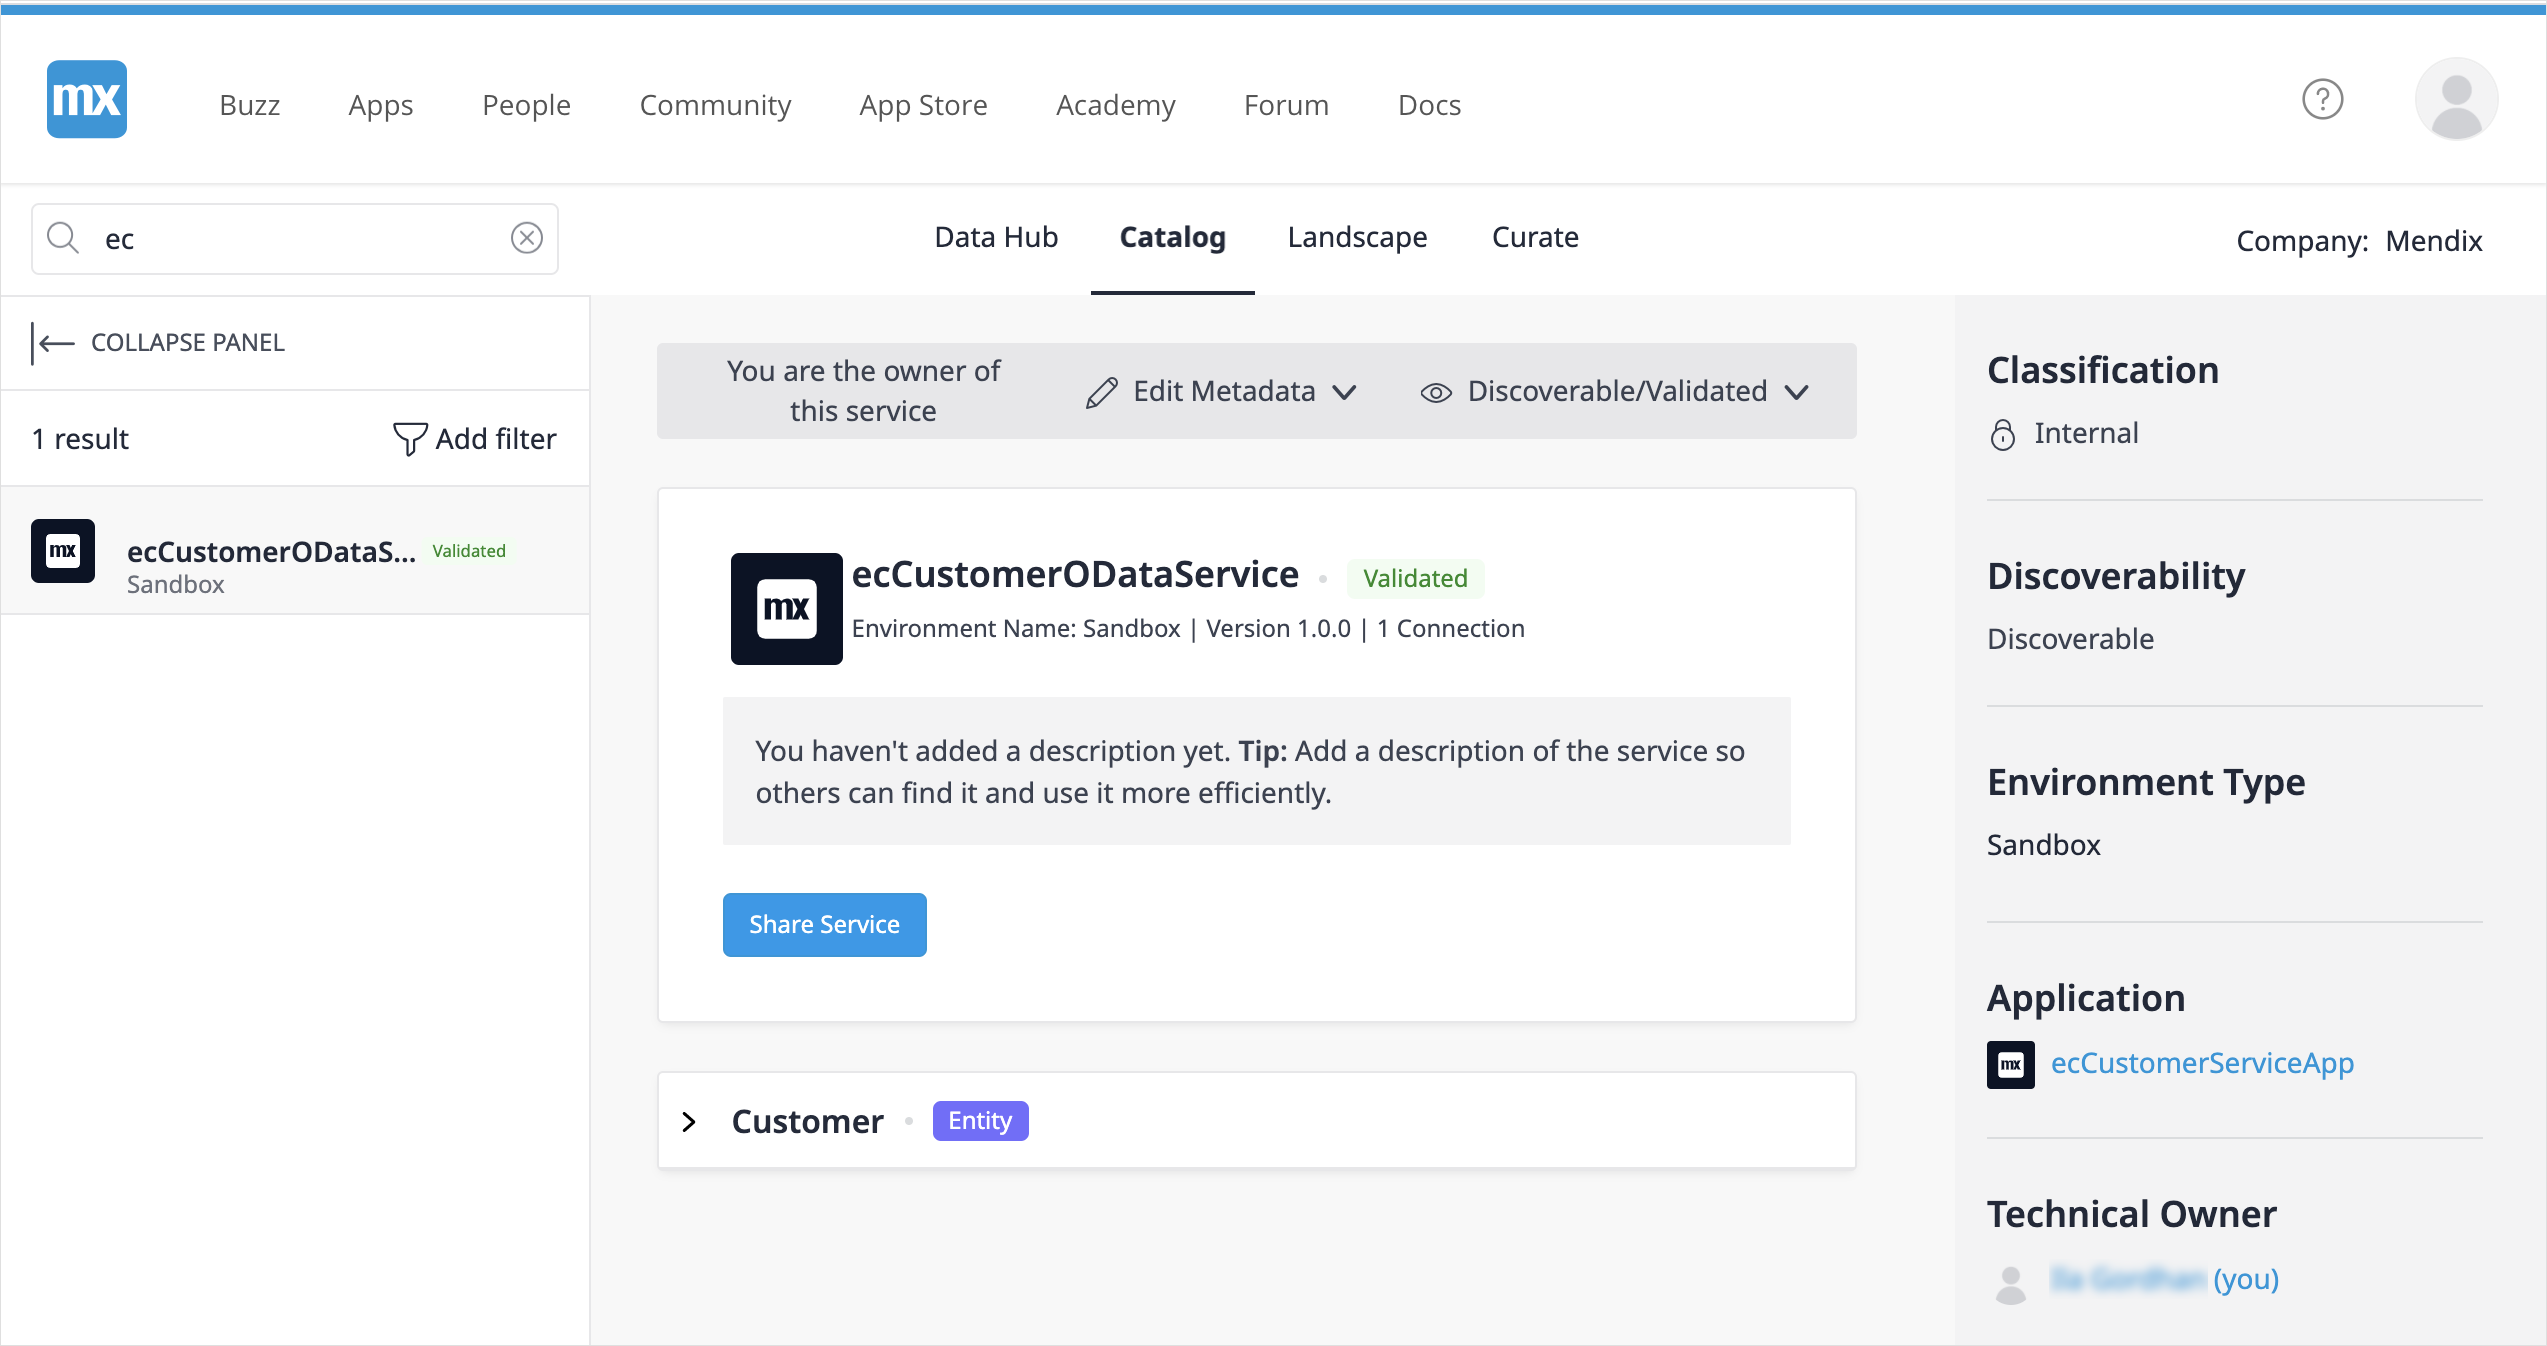 mx
Buzz
Apps
People
Community
App Store
Academy
Forum
Docs
?
ec
Data Hub
Catalog
Landscape
Curate
Company: Mendix
COLLAPSE PANEL
1 result
Add filter
mx
ecCustomerODataS...
Validated
Sandbox
You are the owner of
this service
Edit Metadata
Discoverable/Validated
mx
ecCustomerODataService
Validated
Environment Name: Sandbox | Version 1.0.0 | 1 Connection
You haven't added a description yet. Tip: Add a description of the service so
others can find it and use it more efficiently.
Share Service
Customer
Entity
Classification
Internal
Discoverability
Discoverable
Environment Type
Sandbox
Application
mx
ecCustomerServiceApp
Technical Owner
(you)